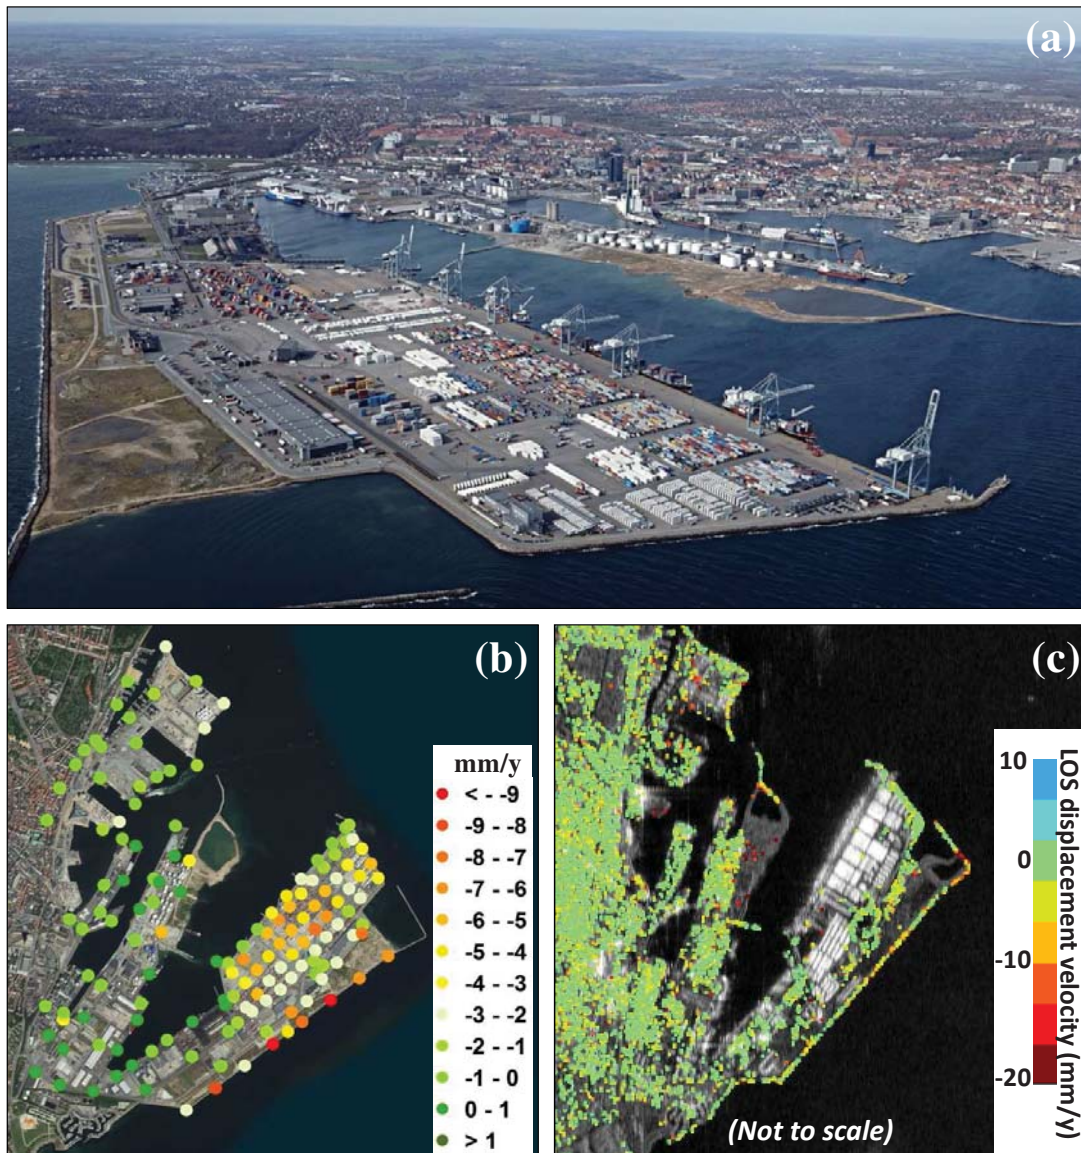 (a)
(b)
mm/y
< - -9
-9 - -8
-8 - -7
-7 - -6
-6 - -5
-5 - -4
-4 - -3
-3 - -2
-2 - -1
-1 - 0
0 - 1
> 1
(c)
10
0
-10
-20
LOS displacement velocity (mm/y)
(Not to scale)